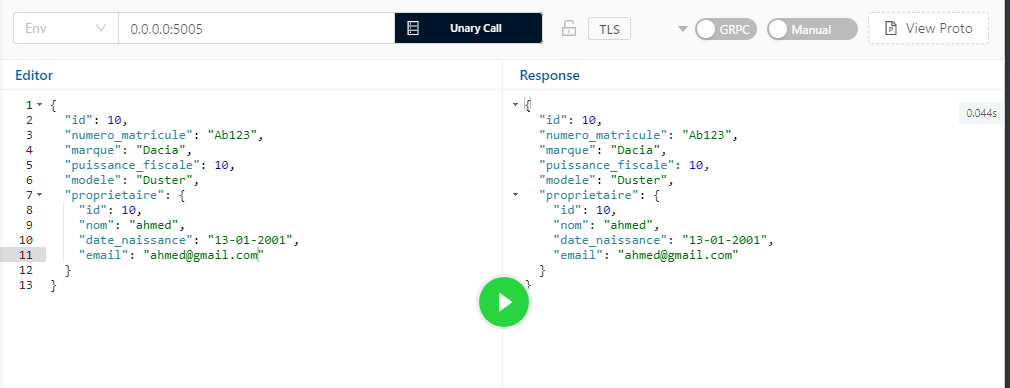 Env 0.0.0.0:5005 Unary Call TLS GRPC Manual View Proto
Editor
1 {
2 "id": 10,
3 "numero_matricule": "Ab123",
4 "marque": "Dacia",
5 "puissance_fiscale": 10,
6 "modele": "Duster",
7 "proprietaire": {
8 "id": 10,
9 "nom": "ahmed",
10 "date_naissance": "13-01-2001",
11 "email": "ahmed@gmail.com"
12 }
13 }
Response
{
"id": 10,
"numero_matricule": "Ab123",
"marque": "Dacia",
"puissance_fiscale": 10,
"modele": "Duster",
"proprietaire": {
"id": 10,
"nom": "ahmed",
"date_naissance": "13-01-2001",
"email": "ahmed@gmail.com"
}
}
0.044s